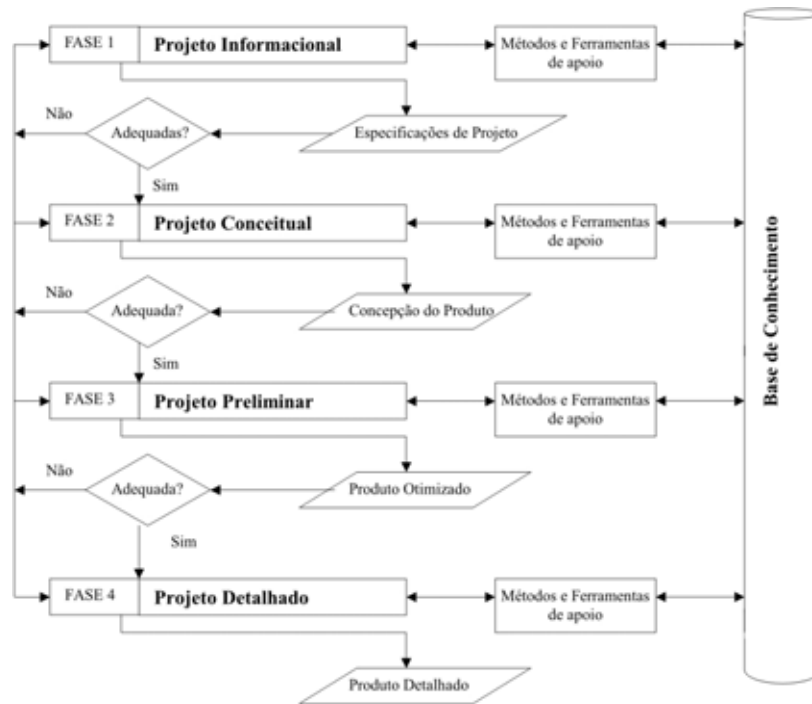 FASE 1
Projeto Informacional
Métodos e Ferramentas
de apoio
Não
Adequadas?
Especificações de Projeto
Sim
FASE 2
Projeto Conceitual
Métodos e Ferramentas
de apoio
Não
Adequada?
Concepção do Produto
Sim
FASE 3
Projeto Preliminar
Métodos e Ferramentas
de apoio
Não
Adequada?
Produto Otimizado
Sim
FASE 4
Projeto Detalhado
Métodos e Ferramentas
de apoio
Produto Detalhado
Base de Conhecimento